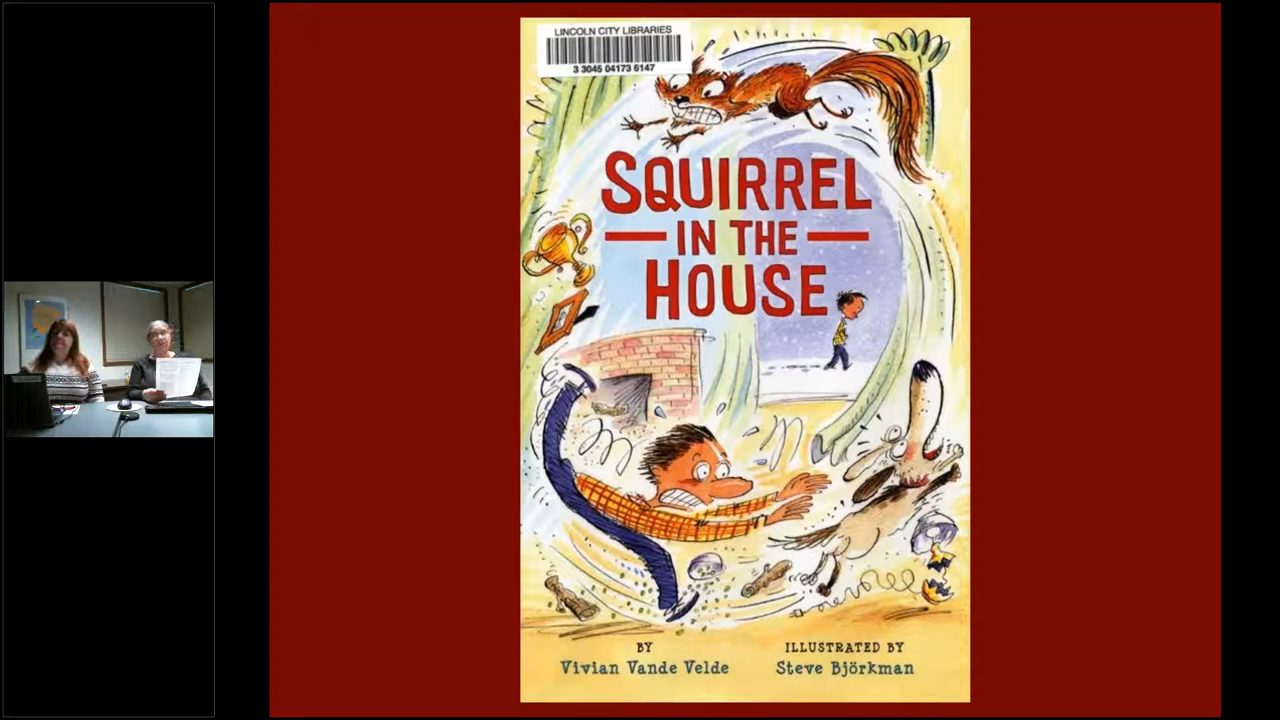 LINCOLN CITY LIBRARIES
3 3045 04173 6147
SQUIRREL
IN THE
HOUSE
BY
Vivian Vande Velde
ILLUSTRATED BY
Steve Björkman